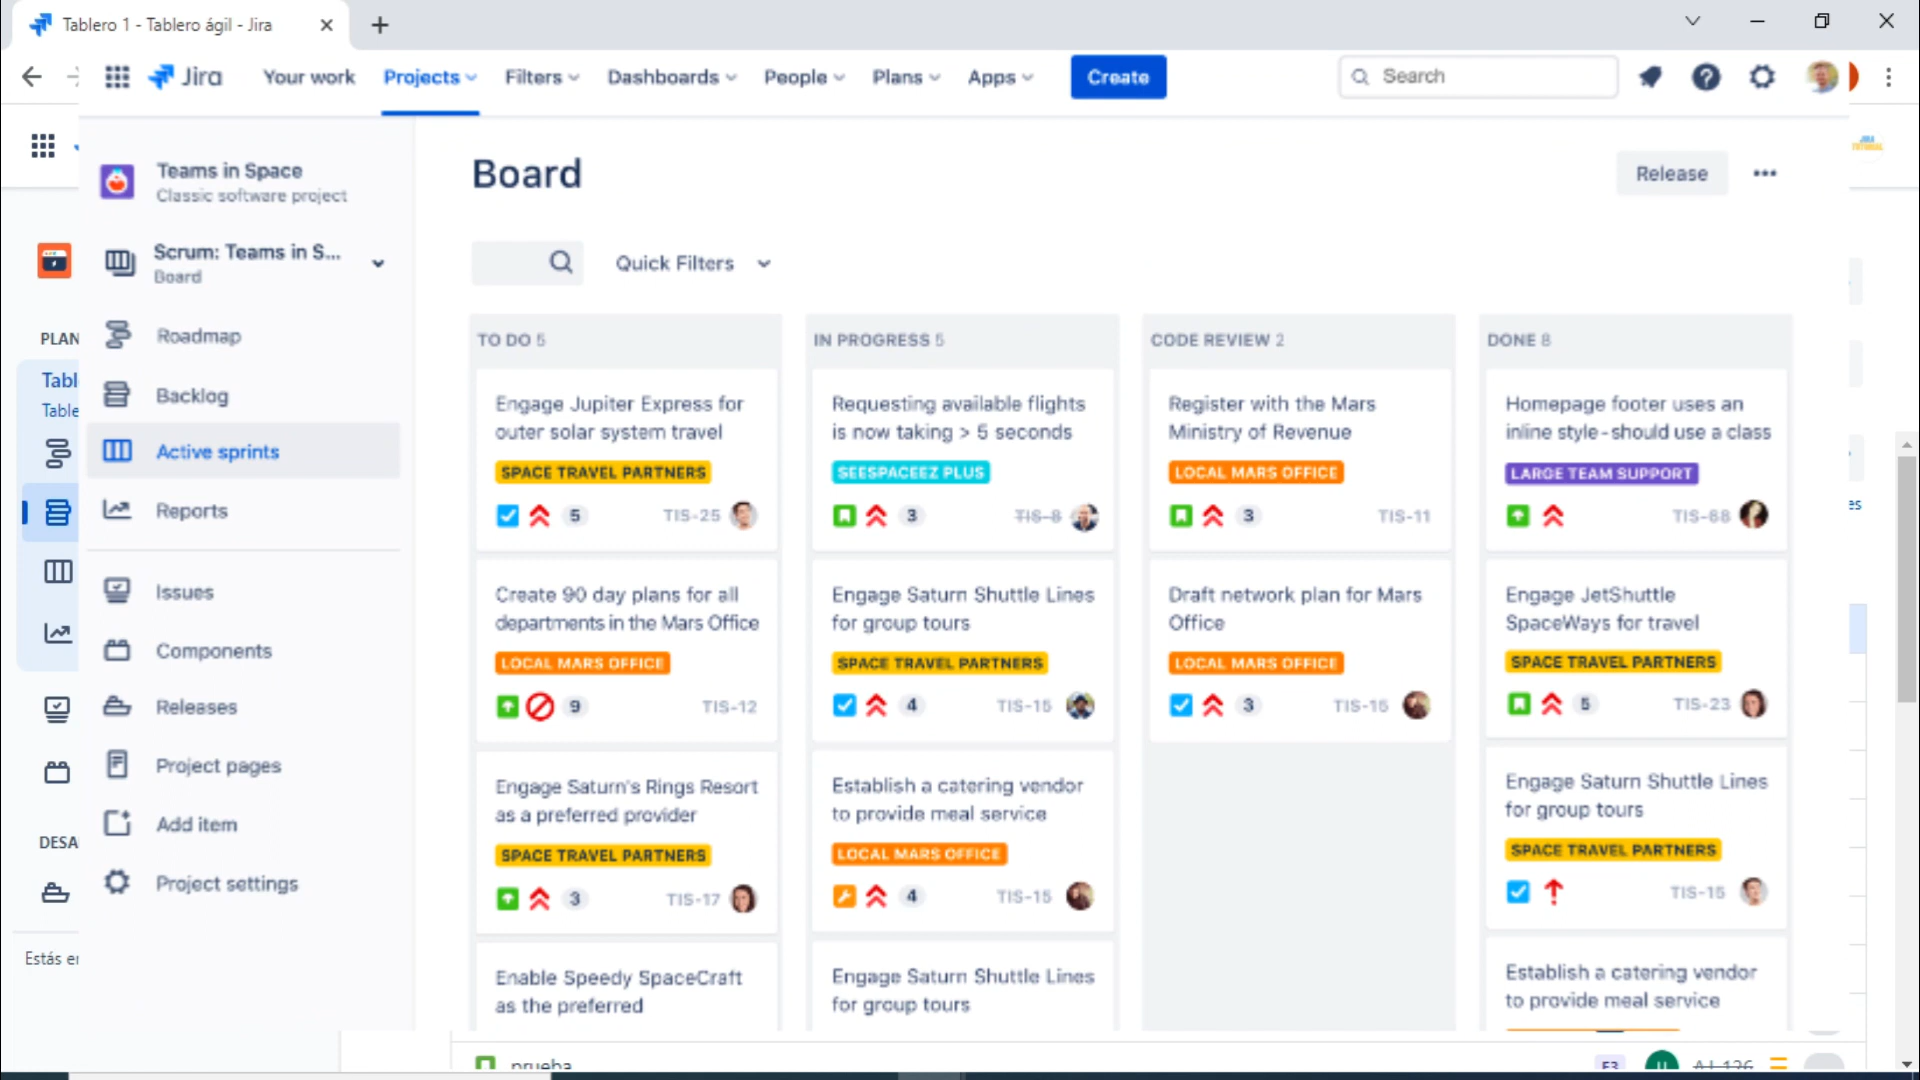 Tablero 1 - Tablero ágil - Jira
Jira
Your work
Projects
Filters
Dashboards
People
Plans
Apps
Create
Search
Teams in Space
Classic software project
Scrum: Teams in S...
Board
Roadmap
Backlog
Active sprints
Reports
Issues
Components
Releases
Project pages
Add item
Project settings
PLAN
Tabl
Table
DESA
Estás
Board
Release
Quick Filters
TO DO 5
Engage Jupiter Express for
outer solar system travel
SPACE TRAVEL PARTNERS
5 TIS-25
Create 90 day plans for all
departments in the Mars Office
LOCAL MARS OFFICE
9 TIS-12
Engage Saturn's Rings Resort
as a preferred provider
SPACE TRAVEL PARTNERS
3 TIS-17
Enable Speedy SpaceCraft
as the preferred
IN PROGRESS 5
Requesting available flights
is now taking > 5 seconds
SEESPACEEZ PLUS
3 TIS-8
Engage Saturn Shuttle Lines
for group tours
SPACE TRAVEL PARTNERS
4 TIS-15
Establish a catering vendor
to provide meal service
LOCAL MARS OFFICE
4 TIS-15
Engage Saturn Shuttle Lines
for group tours
CODE REVIEW 2
Register with the Mars
Ministry of Revenue
LOCAL MARS OFFICE
3 TIS-11
Draft network plan for Mars
Office
LOCAL MARS OFFICE
3 TIS-15
DONE 8
Homepage footer uses an
inline style-should use a class
LARGE TEAM SUPPORT
TIS-68
Engage JetShuttle
SpaceWays for travel
SPACE TRAVEL PARTNERS
5 TIS-23
Engage Saturn Shuttle Lines
for group tours
SPACE TRAVEL PARTNERS
TIS-15
Establish a catering vendor
to provide meal service
es
prueba